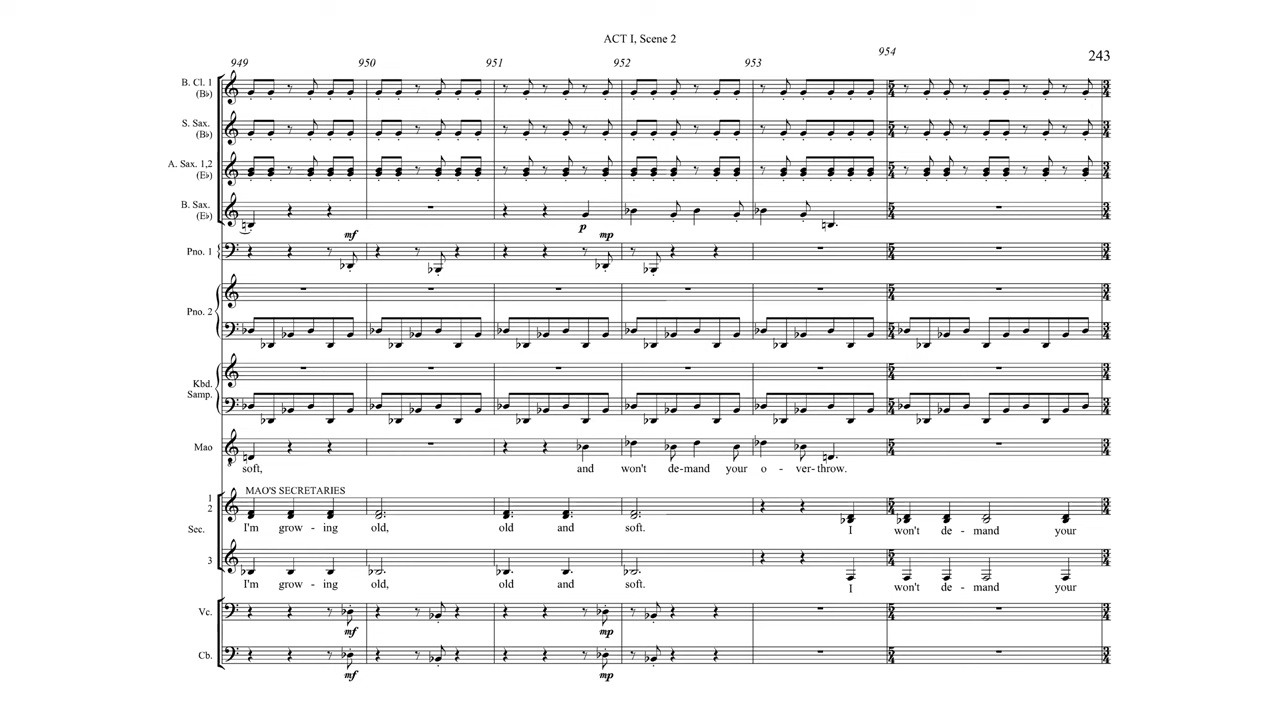 ACT I, Scene 2
243
949 950 951 952 953 954
B. Cl. 1
(B♭)
S. Sax.
(B♭)
A. Sax. 1,2
(E♭)
B. Sax.
(E♭)
p
mf mp
Pno. 1
Pno. 2
Kbd.
Samp.
Mao
soft, and won't de-mand your o - ver-throw.
MAO'S SECRETARIES
1
2
I'm grow - ing old, old and soft. I won't de - mand your
Sec.
3
I'm grow - ing old, old and soft. I won't de - mand your
Vc.
mf mp
Cb.
mf mp